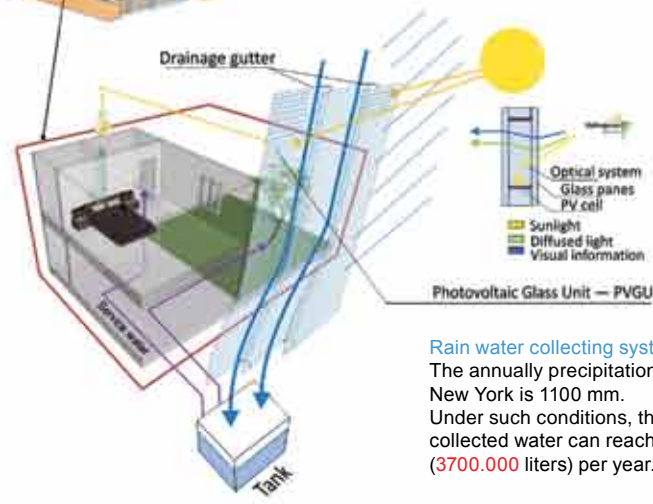 Drainage gutter
Optical system
Glass panes
PV cell
Sunlight
Diffused light
Visual information
Photovoltaic Glass Unit — PVGU
Service water
Tank
Rain water collecting syst
The annually precipitation
New York is 1100 mm.
Under such conditions, th
collected water can reach
(3700.000 liters) per year.